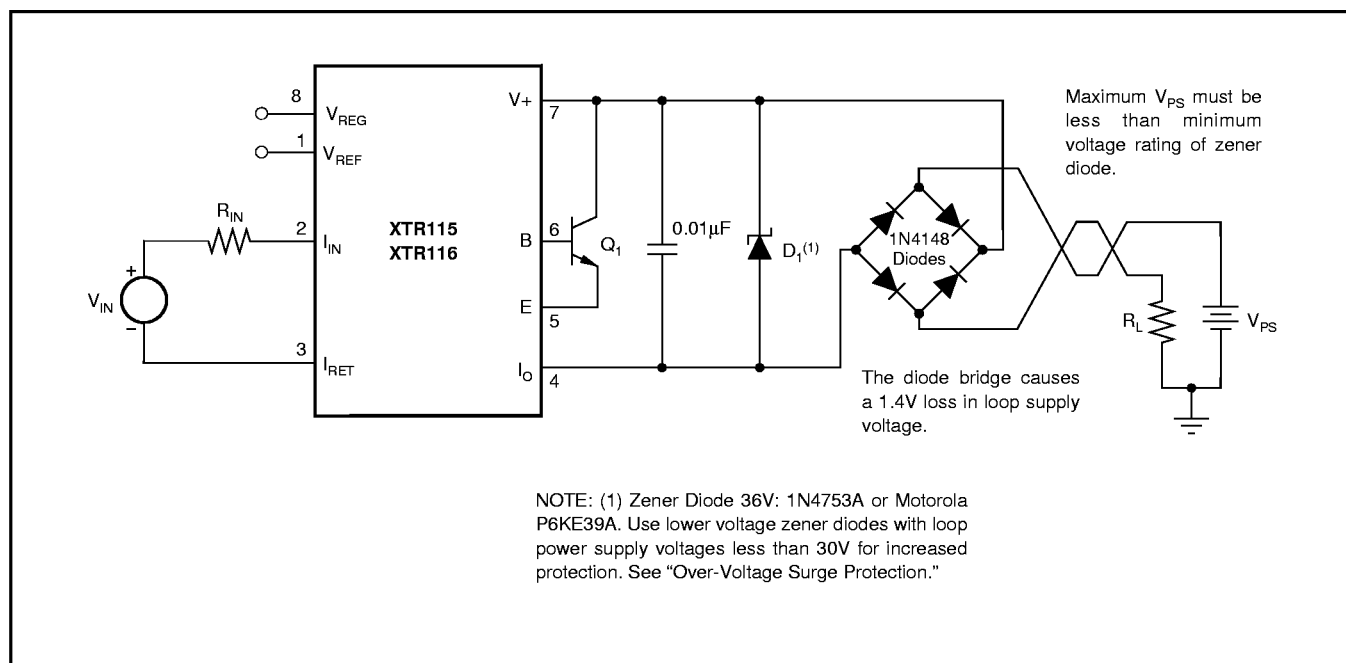 8
V_REG
1
V_REF
R_IN
2
I_IN
XTR115
XTR116
V_IN
+
−
3
I_RET
V+
7
B
6
Q_1
E
5
I_O
4
0.01µF
D_1^(1)
1N4148
Diodes
Maximum V_PS must be
less than minimum
voltage rating of zener
diode.
R_L
V_PS
The diode bridge causes
a 1.4V loss in loop supply
voltage.
NOTE: (1) Zener Diode 36V: 1N4753A or Motorola
P6KE39A. Use lower voltage zener diodes with loop
power supply voltages less than 30V for increased
protection. See “Over-Voltage Surge Protection.”